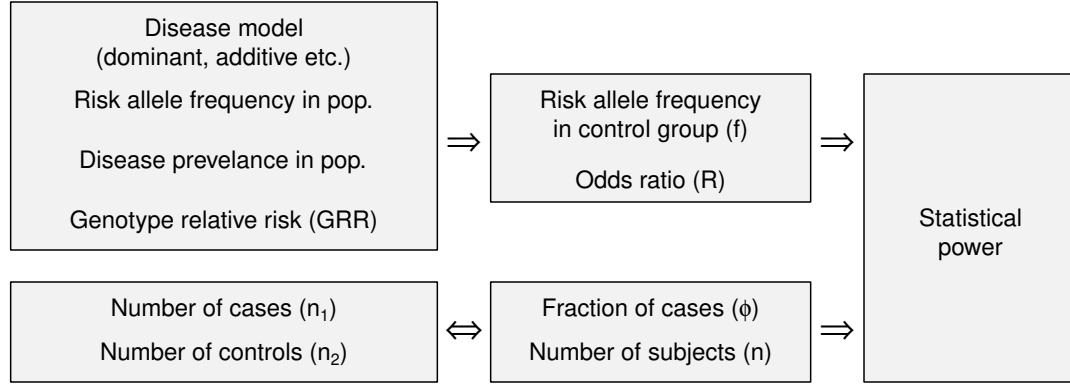 Disease model
(dominant, additive etc.)
Risk allele frequency in pop.
Disease prevelance in pop.
Genotype relative risk (GRR)
⇒
Risk allele frequency
in control group (f)
Odds ratio (R)
⇒
Statistical
power
Number of cases (n₁)
Number of controls (n₂)
⇔
Fraction of cases (ϕ)
Number of subjects (n)
⇒